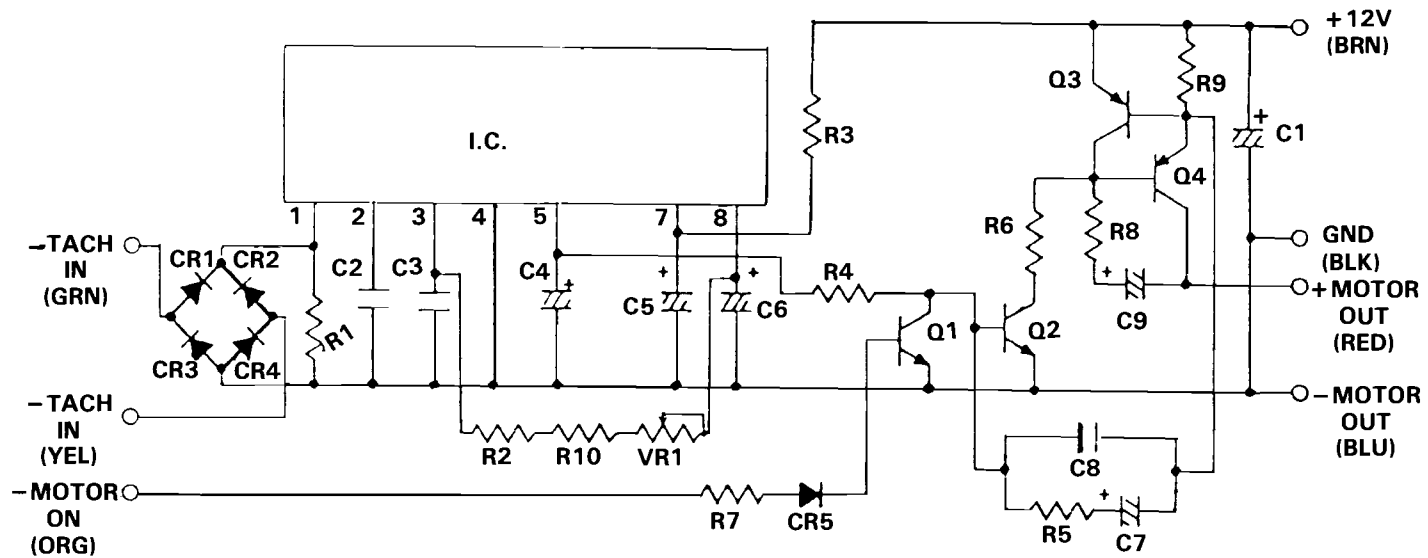 +12V
(BRN)
Q3
R9
C1
R3
I.C.
Q4
1 2 3 4 5 7 8
R6
R8
GND
(BLK)
–TACH
IN
(GRN)
CR1 CR2
C2 C3
C4 +
+ C5
+ C6
R4
+
C9
+MOTOR
OUT
(RED)
R1
Q1
Q2
CR3 CR4
–MOTOR
OUT
(BLU)
–TACH
IN
(YEL)
R2 R10 VR1
C8
–MOTOR
ON
(ORG)
R7 CR5
R5 + C7